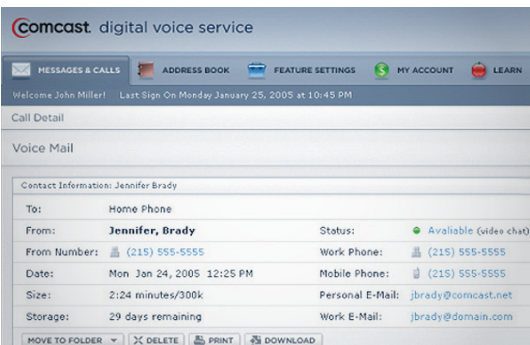 comcast. digital voice service
MESSAGES & CALLS ADDRESS BOOK FEATURE SETTINGS $ MY ACCOUNT LEARN
Welcome John Miller! Last Sign On Monday January 25, 2005 at 10:45 PM
Call Detail
Voice Mail
Contact Information: Jennifer Brady
To: Home Phone
From: Jennifer, Brady Status: Avaliable (video chat)
From Number: (215) 555-5555 Work Phone: (215) 555-5555
Date: Mon Jan 24, 2005 12:25 PM Mobile Phone: (215) 555-5555
Size: 2:24 minutes/300k Personal E-Mail: jbrady@comcast.net
Storage: 29 days remaining Work E-Mail: jbrady@domain.com
MOVE TO FOLDER DELETE PRINT DOWNLOAD